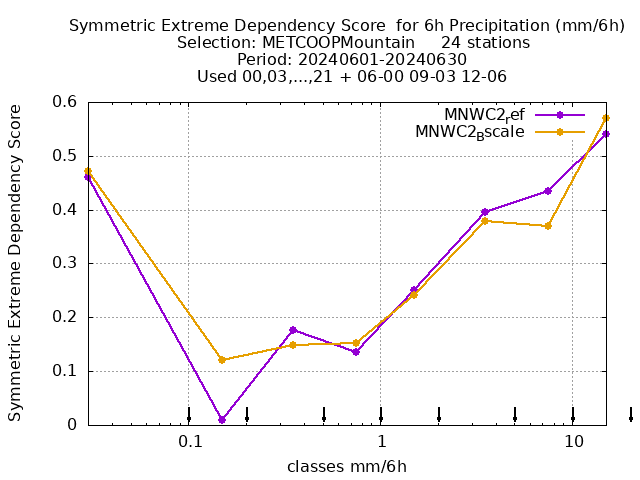 Symmetric Extreme Dependency Score  for 6h Precipitation (mm/6h)
Selection: METCOOPMountain     24 stations
Period: 20240601-20240630
Used 00,03,...,21 + 06-00 09-03 12-06
Symmetric Extreme Dependency Score
MNWC2ref
MNWC2Bscale
0.6
0.5
0.4
0.3
0.2
0.1
0
0.1 1 10
classes mm/6h